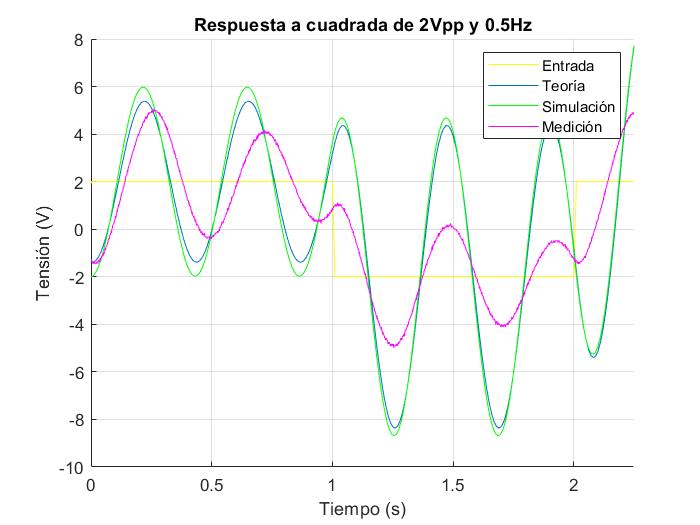 Respuesta a cuadrada de 2Vpp y 0.5Hz
8
6
4
2
0
-2
-4
-6
-8
-10
Tensión (V)
Entrada
Teoría
Simulación
Medición
0
0.5
1
1.5
2
Tiempo (s)